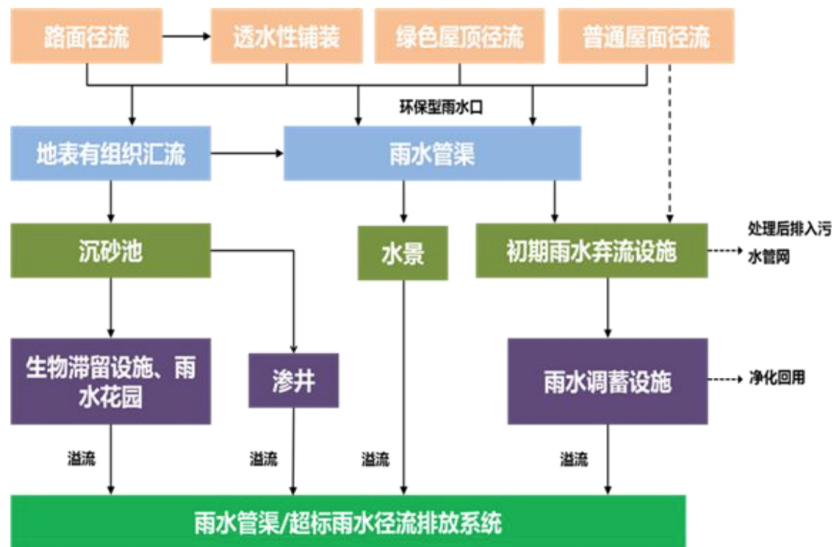 路面径流
透水性铺装
绿色屋顶径流
普通屋面径流
环保型雨水口
地表有组织汇流
雨水管渠
沉砂池
水景
初期雨水弃流设施
处理后排入污
水管网
生物滞留设施、雨
水花园
渗井
雨水调蓄设施
净化回用
溢流
溢流
溢流
溢流
雨水管渠/超标雨水径流排放系统